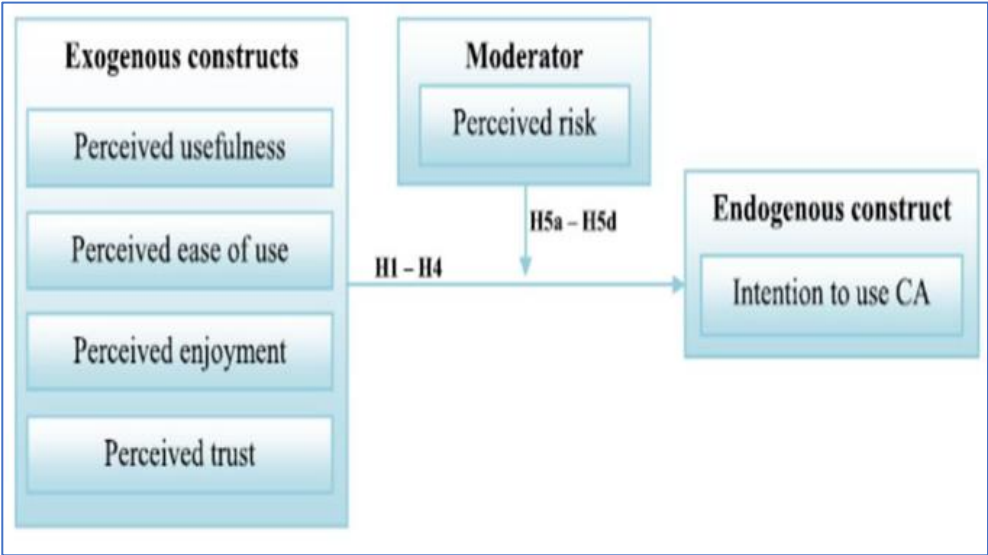 Exogenous constructs
Perceived usefulness
Perceived ease of use
Perceived enjoyment
Perceived trust
H1 – H4
Moderator
Perceived risk
H5a – H5d
Endogenous construct
Intention to use CA